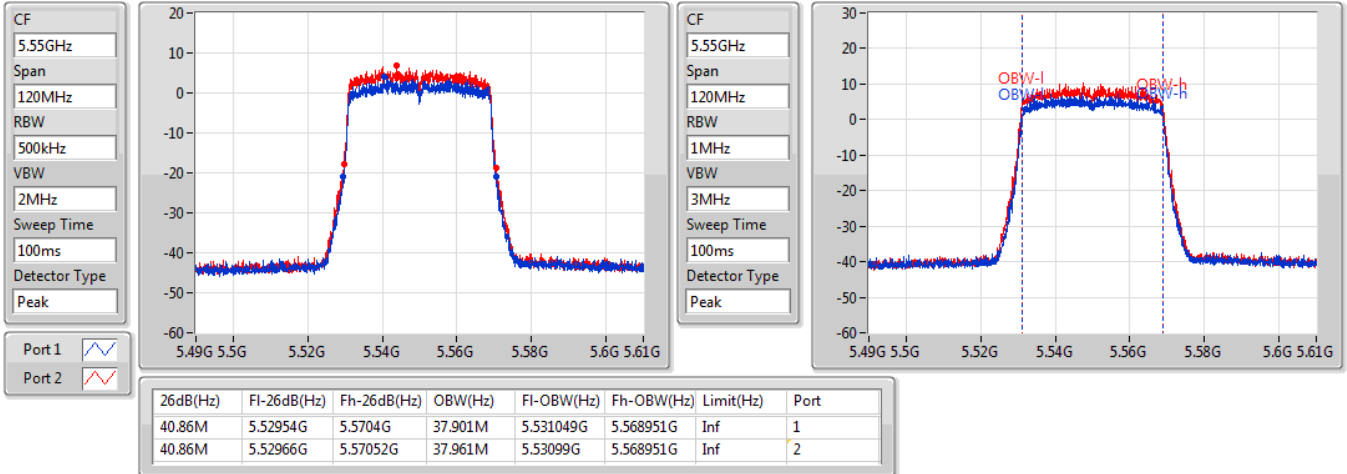 CF
5.55GHz
Span
120MHz
RBW
500kHz
VBW
2MHz
Sweep Time
100ms
Detector Type
Peak
Port 1
Port 2
20
10
0
-10
-20
-30
-40
-50
-60
5.49G 5.5G 5.52G 5.54G 5.56G 5.58G 5.6G 5.61G
CF
5.55GHz
Span
120MHz
RBW
1MHz
VBW
3MHz
Sweep Time
100ms
Detector Type
Peak
30
20
10
0
-10
-20
-30
-40
-50
-60
OBW-l OBW-h
OBW-l OBW-h
5.49G 5.5G 5.52G 5.54G 5.56G 5.58G 5.6G 5.61G
26dB(Hz) Fl-26dB(Hz) Fh-26dB(Hz) OBW(Hz) Fl-OBW(Hz) Fh-OBW(Hz) Limit(Hz) Port
40.86M 5.52954G 5.5704G 37.901M 5.531049G 5.568951G Inf 1
40.86M 5.52966G 5.57052G 37.961M 5.53099G 5.568951G Inf 2